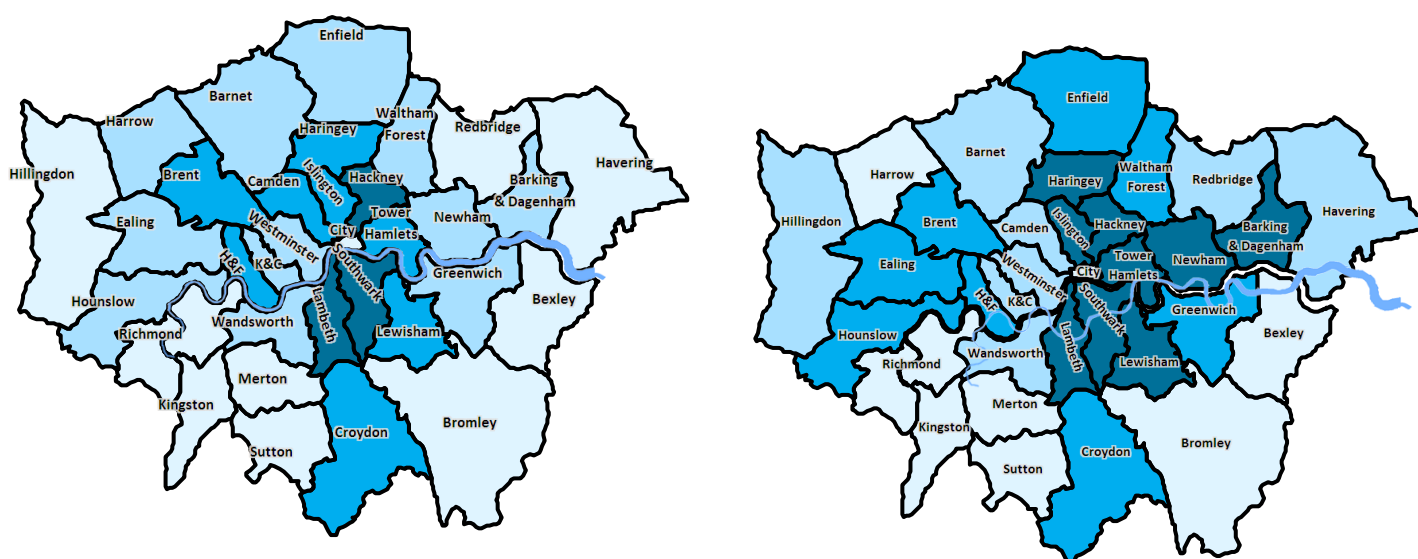 Enfield
Barnet
Waltham
Forest
Harrow
Haringey
Redbridge
Havering
Hillingdon
Brent
Camden
Islington
Hackney
Barking
& Dagenham
Ealing
Westminster
City
Tower
Hamlets
Newham
H&F
K&C
Southwark
Greenwich
Hounslow
Bexley
Richmond
Wandsworth
Lambeth
Lewisham
Merton
Kingston
Bromley
Croydon
Sutton
Enfield
Barnet
Waltham
Forest
Harrow
Haringey
Redbridge
Havering
Hillingdon
Brent
Camden
Islington
Hackney
Barking
& Dagenham
Ealing
Westminster
City
Tower
Hamlets
Newham
H&F
K&C
Southwark
Greenwich
Hounslow
Bexley
Richmond
Wandsworth
Lambeth
Lewisham
Merton
Kingston
Bromley
Croydon
Sutton